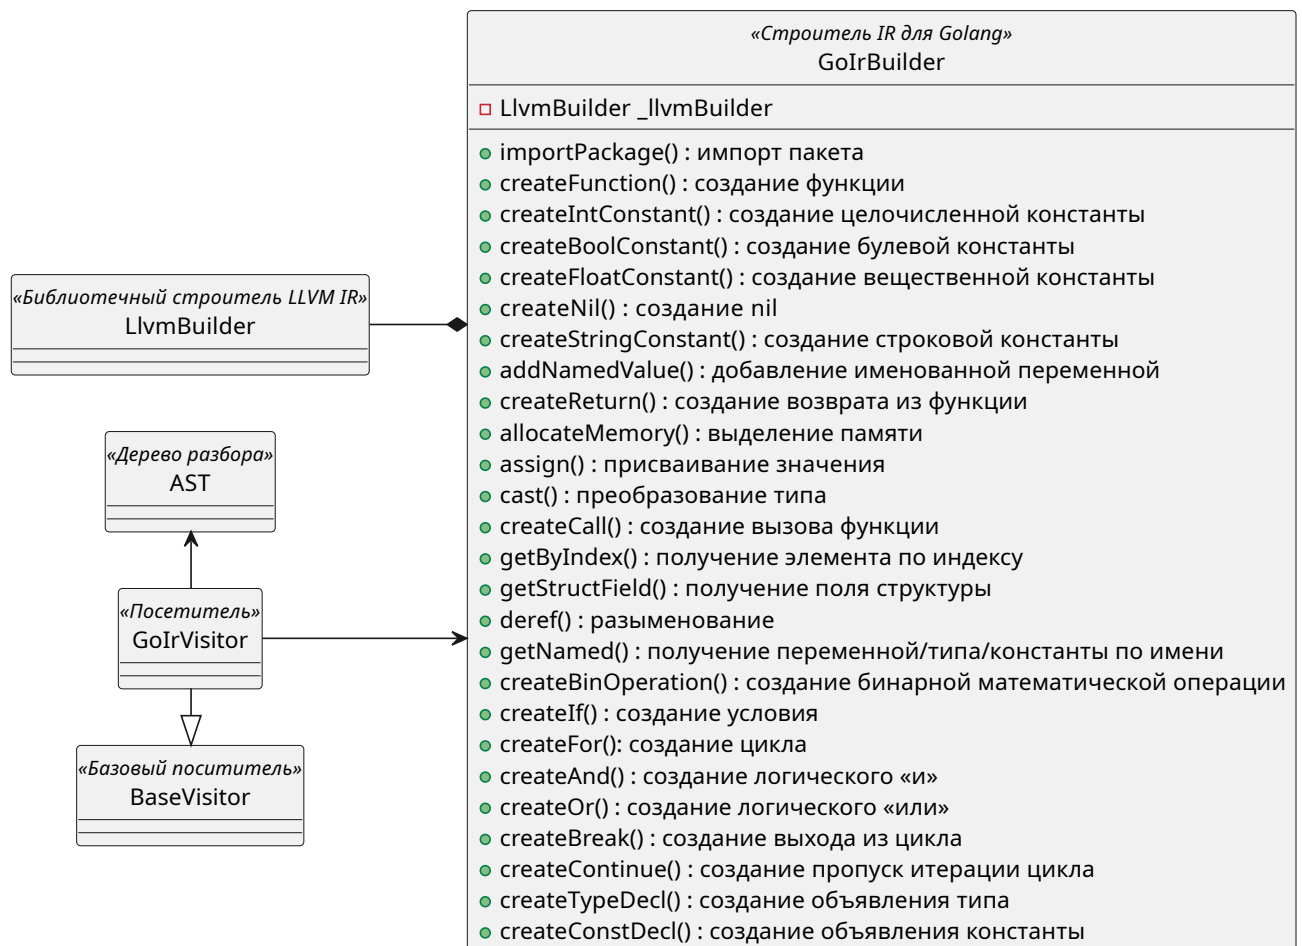 «Строитель IR для Golang»
GoIrBuilder
LlvmBuilder _llvmBuilder
importPackage() : импорт пакета
createFunction() : создание функции
createIntConstant() : создание целочисленной константы
createBoolConstant() : создание булевой константы
createFloatConstant() : создание вещественной константы
createNil() : создание nil
createStringConstant() : создание строковой константы
addNamedValue() : добавление именованной переменной
createReturn() : создание возврата из функции
allocateMemory() : выделение памяти
assign() : присваивание значения
cast() : преобразование типа
createCall() : создание вызова функции
getByIndex() : получение элемента по индексу
getStructField() : получение поля структуры
deref() : разыменование
getNamed() : получение переменной/типа/константы по имени
createBinOperation() : создание бинарной математической операции
createIf() : создание условия
createFor(): создание цикла
createAnd() : создание логического «и»
createOr() : создание логического «или»
createBreak() : создание выхода из цикла
createContinue() : создание пропуск итерации цикла
createTypeDecl() : создание объявления типа
createConstDecl() : создание объявления константы
«Библиотечный строитель LLVM IR»
LlvmBuilder
«Дерево разбора»
AST
«Посетитель»
GoIrVisitor
«Базовый поситителъ»
BaseVisitor